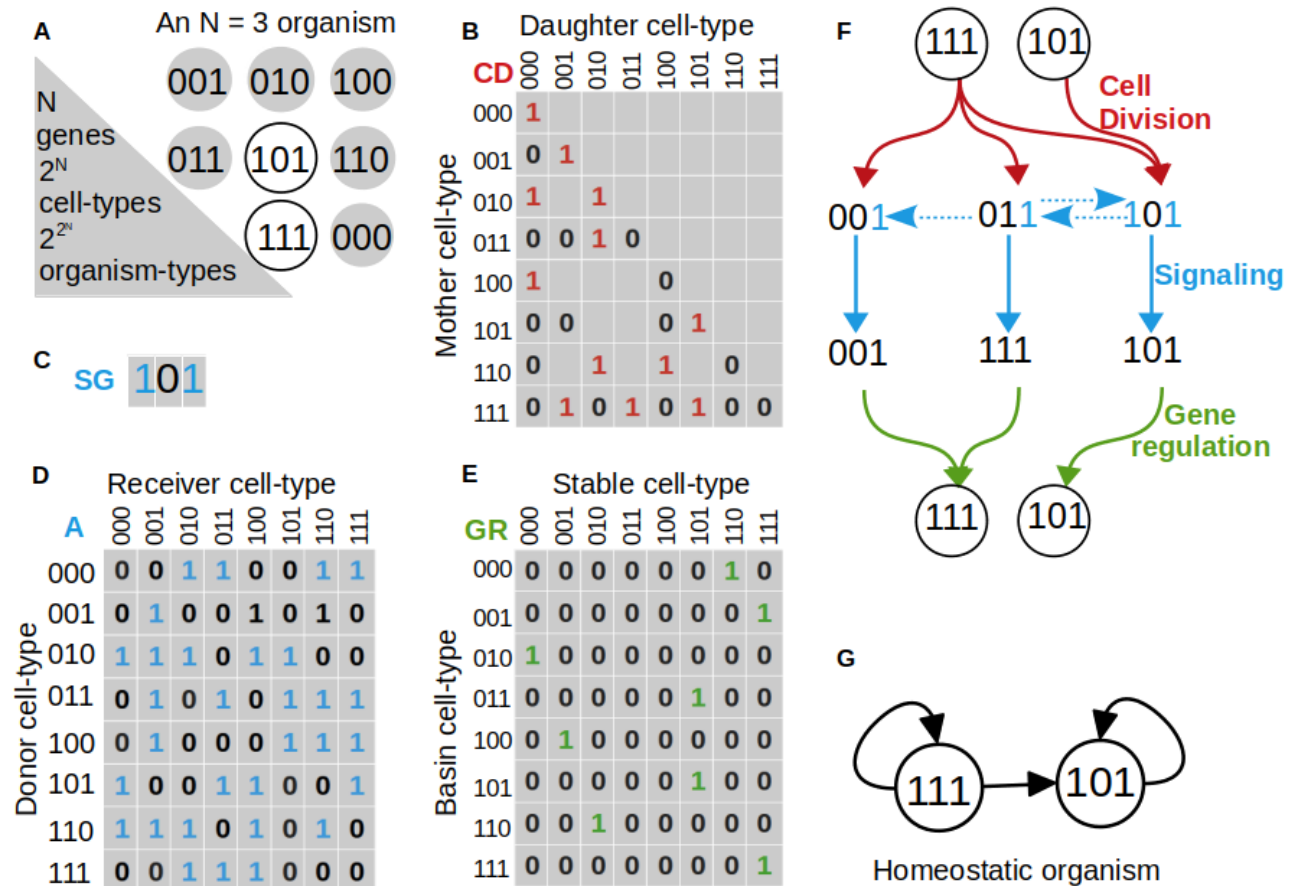 A
An N = 3 organism
001 010 100
011 101 110
111 000
N
genes
2^N
cell-types
2^2^N
organism-types
B
Daughter cell-type
CD
000 001 010 011 100 101 110 111
Mother cell-type
000 1
001 0 1
010 1 1
011 0 0 1 0
100 1 0
101 0 0 0 1
110 0 1 1 0
111 0 1 0 1 0 1 0 0
C
SG 101
D
Receiver cell-type
A
000 001 010 011 100 101 110 111
Donor cell-type
000 0 0 1 1 0 0 1 1
001 0 1 0 0 1 0 1 0
010 1 1 1 0 1 1 0 0
011 0 1 0 1 0 1 1 1
100 0 1 0 0 0 1 1 1
101 1 0 0 1 1 0 0 1
110 1 1 1 0 1 0 1 0
111 0 0 1 1 1 0 0 0
E
Stable cell-type
GR
000 001 010 011 100 101 110 111
Basin cell-type
000 0 0 0 0 0 0 1 0
001 0 0 0 0 0 0 0 1
010 1 0 0 0 0 0 0 0
011 0 0 0 0 0 1 0 0
100 0 1 0 0 0 0 0 0
101 0 0 0 0 0 1 0 0
110 0 0 1 0 0 0 0 0
111 0 0 0 0 0 0 0 1
F
111 101
Cell
Division
001 011 101
Signaling
001 111 101
Gene
regulation
111 101
G
111 101
Homeostatic organism